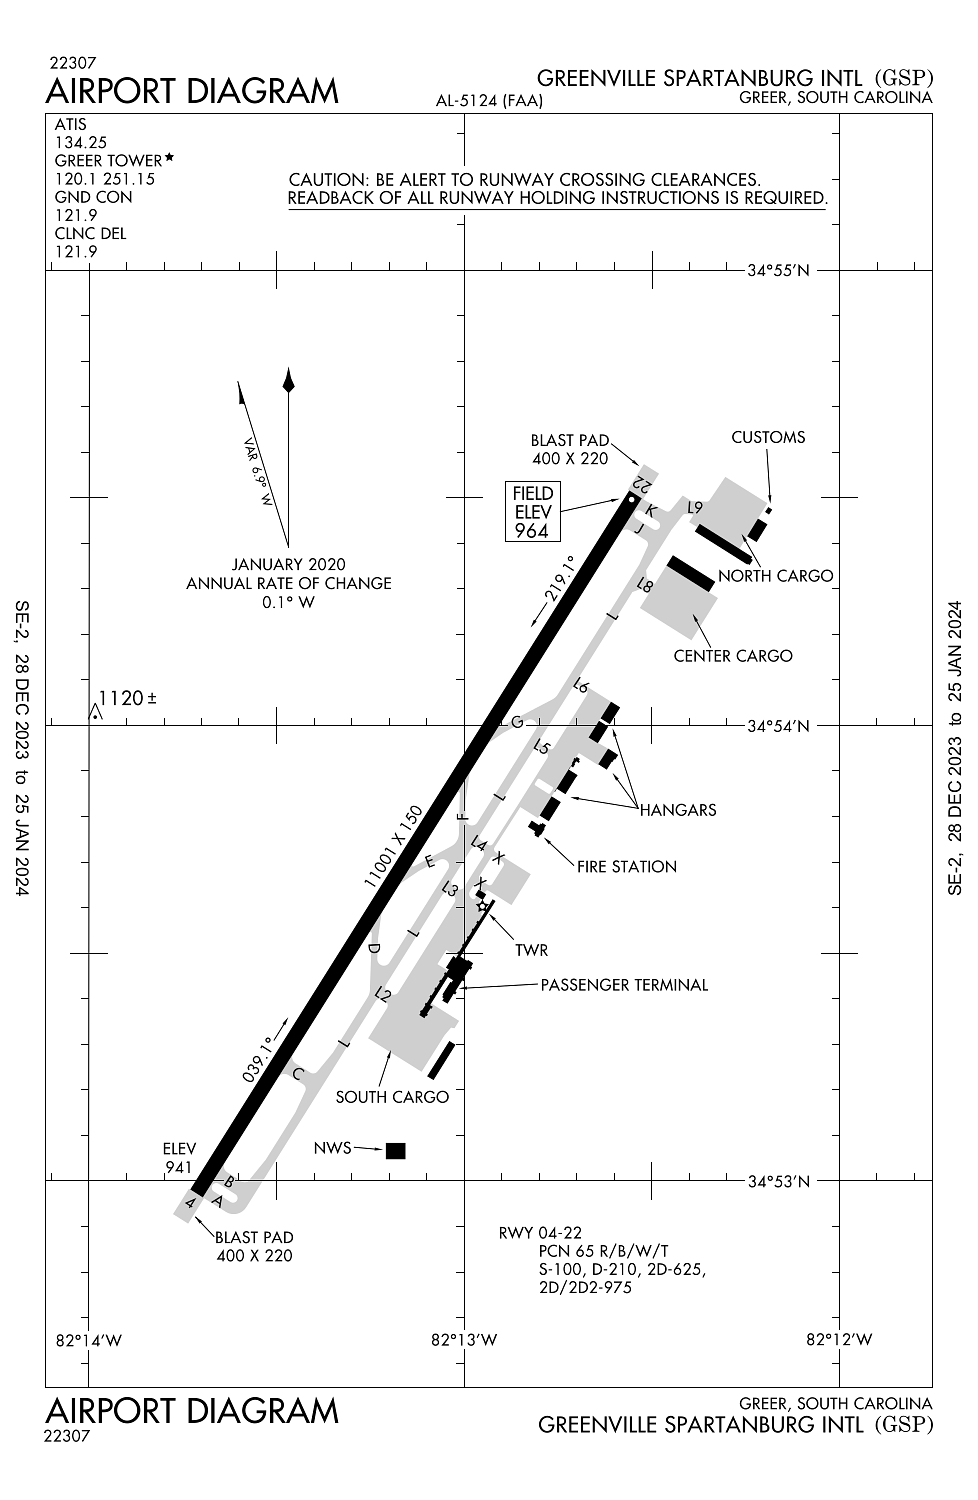 22307
AIRPORT DIAGRAM
AL-5124 (FAA)
GREENVILLE SPARTANBURG INTL (GSP)
GREER, SOUTH CAROLINA
ATIS
134.25
GREER TOWER★
120.1 251.15
GND CON
121.9
CLNC DEL
121.9
CAUTION: BE ALERT TO RUNWAY CROSSING CLEARANCES.
READBACK OF ALL RUNWAY HOLDING INSTRUCTIONS IS REQUIRED.
34°55'N
VAR 6.9° W
JANUARY 2020
ANNUAL RATE OF CHANGE
0.1° W
BLAST PAD
400 X 220
CUSTOMS
FIELD
ELEV
964
22
K
J
L9
NORTH CARGO
219.1°
L8
L
CENTER CARGO
L6
1120±
G
34°54'N
L5
L
HANGARS
F
11001 X 150
L4
X
E
FIRE STATION
L3
X
L
D
TWR
L2
PASSENGER TERMINAL
039.1°
L
C
SOUTH CARGO
NWS
ELEV
941
B
A
4
34°53'N
BLAST PAD
400 X 220
RWY 04-22
PCN 65 R/B/W/T
S-100, D-210, 2D-625,
2D/2D2-975
82°14'W
82°13'W
82°12'W
SE-2, 28 DEC 2023 to 25 JAN 2024
SE-2, 28 DEC 2023 to 25 JAN 2024
AIRPORT DIAGRAM
22307
GREER, SOUTH CAROLINA
GREENVILLE SPARTANBURG INTL (GSP)